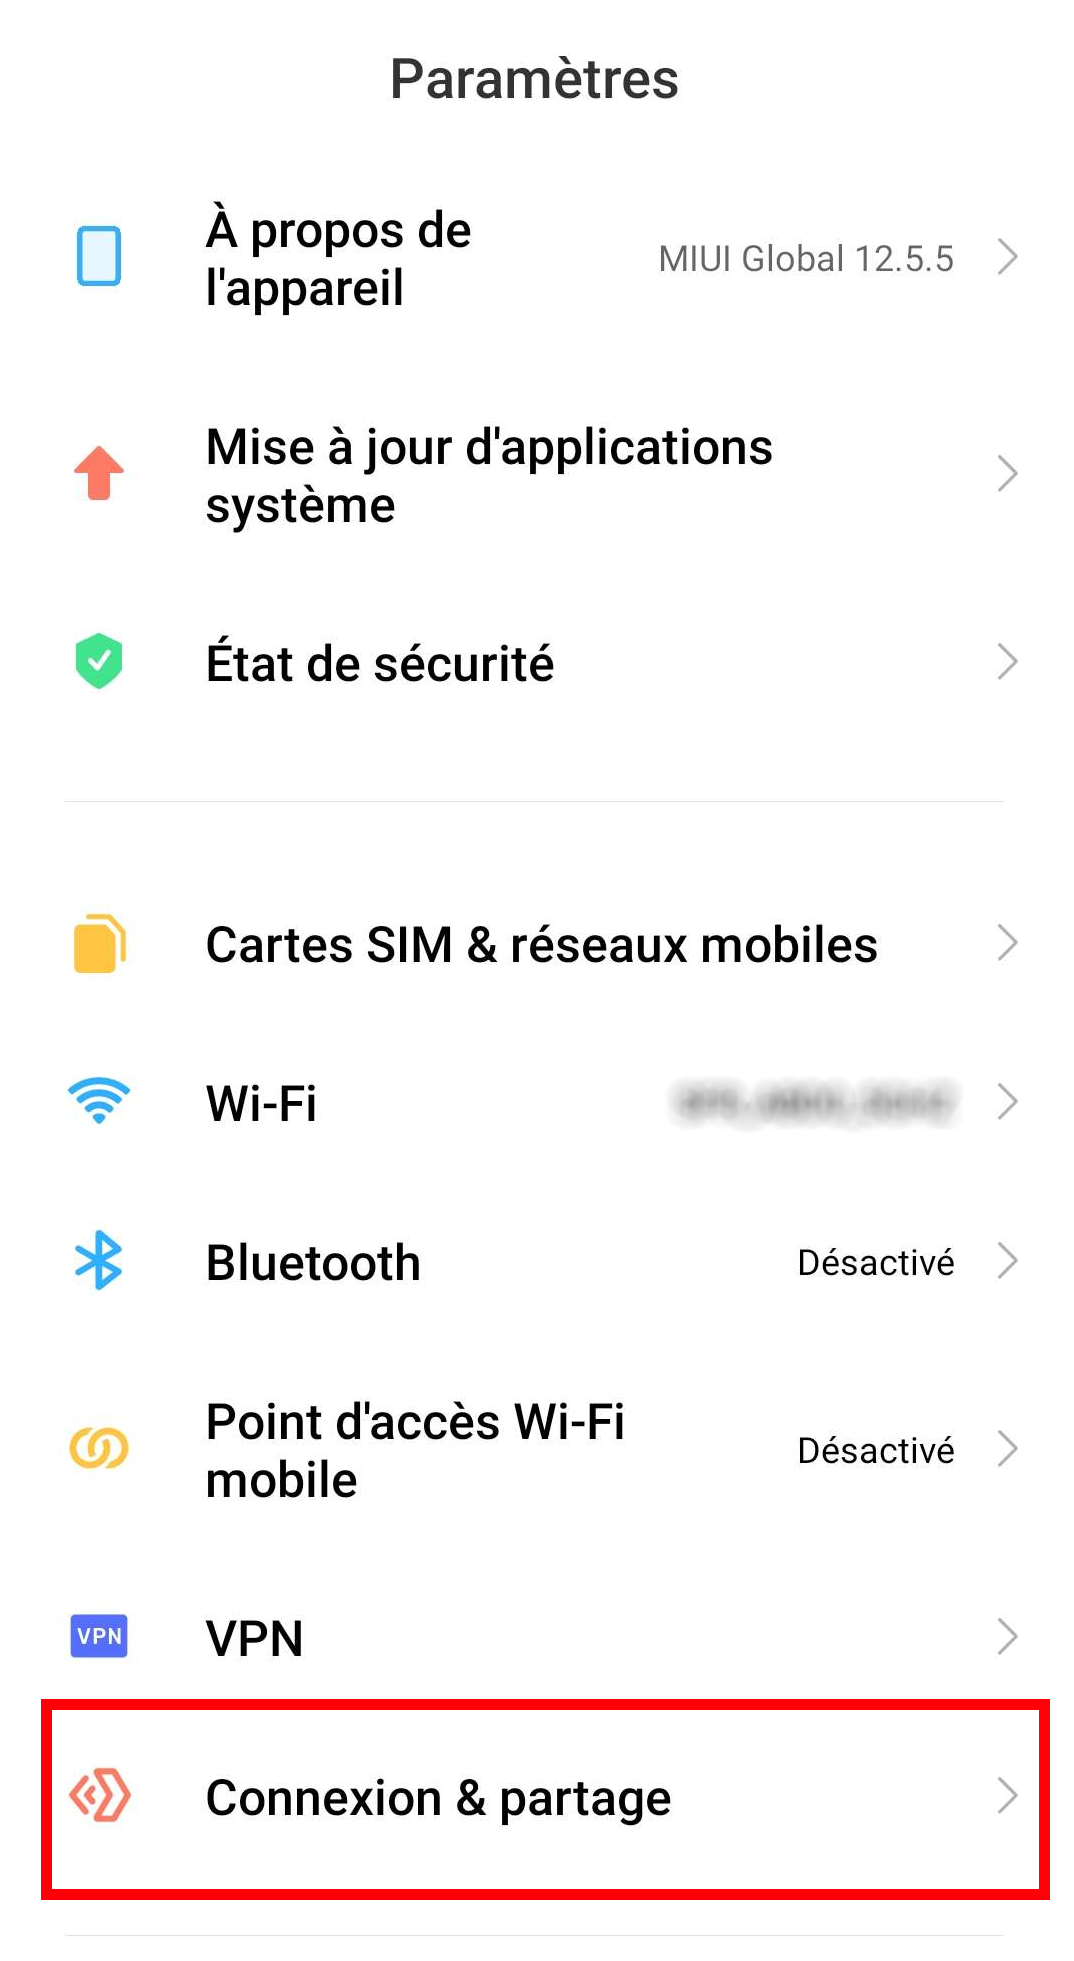 Paramètres
À propos de
l'appareil
MIUI Global 12.5.5
Mise à jour d'applications
système
État de sécurité
Cartes SIM & réseaux mobiles
Wi-Fi
Bluetooth
Désactivé
Point d'accès Wi-Fi
mobile
Désactivé
VPN
VPN
Connexion & partage